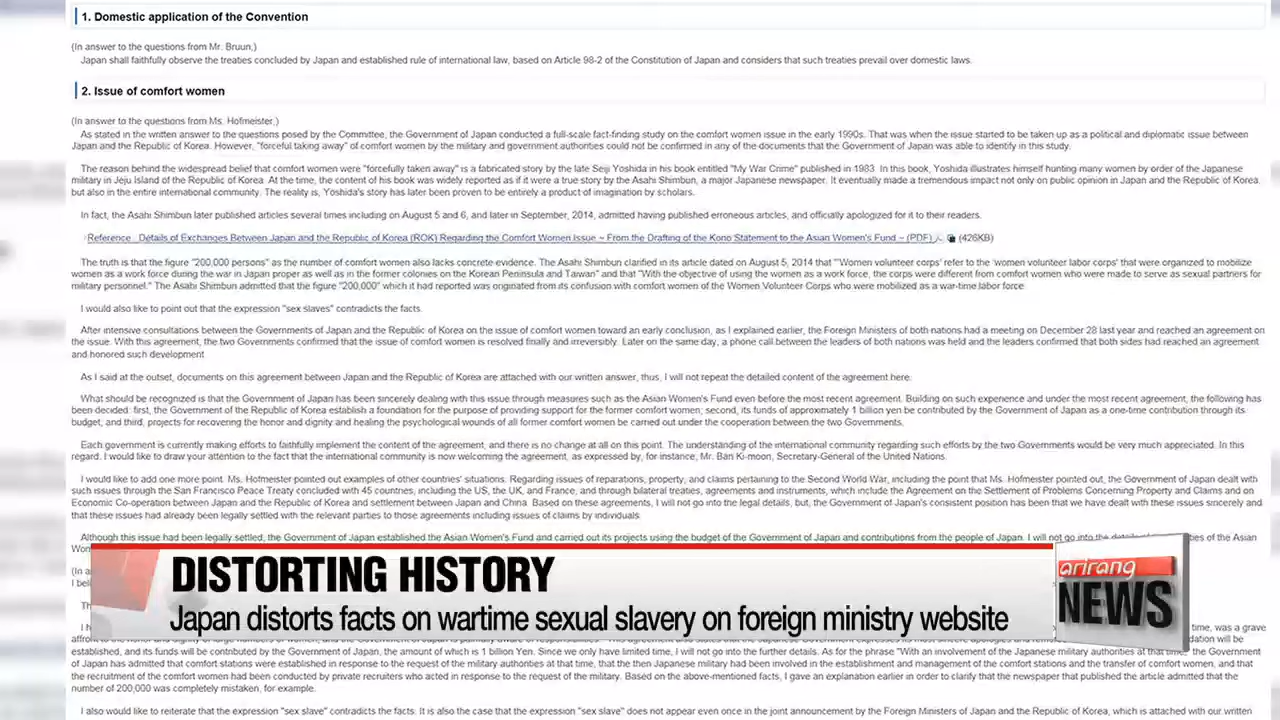 1. Domestic application of the Convention
(In answer to the questions from Mr. Bruun,)
Japan shall faithfully observe the treaties concluded by Japan and established rule of international law, based on Article 98-2 of the Constitution of Japan and considers that such treaties prevail over domestic laws.
2. Issue of comfort women
(In answer to the questions from Ms. Hofmeister,)
As stated in the written answer to the questions posed by the Committee, the Government of Japan conducted a full-scale fact-finding study on the comfort women issue in the early 1990s. That was when the issue started to be taken up as a political and diplomatic issue between
Japan and the Republic of Korea. However, "forceful taking away" of comfort women by the military and government authorities could not be confirmed in any of the documents that the Government of Japan was able to identify in this study.
The reason behind the widespread belief that comfort women were "forcefully taken away" is a fabricated story by the late Seiji Yoshida in his book entitled "My War Crime" published in 1983. In this book, Yoshida illustrates himself hunting many women by order of the Japanese
military in Jeju Island of the Republic of Korea. At the time, the content of his book was widely reported as if it were a true story by the Asahi Shimbun, a major Japanese newspaper. It eventually made a tremendous impact not only on public opinion in Japan and the Republic of Korea,
but also in the entire international community. The reality is, Yoshida's story has later been proven to be entirely a product of imagination by scholars.
In fact, the Asahi Shimbun later published articles several times including on August 5 and 6, and later in September, 2014, admitted having published erroneous articles, and officially apologized for it to their readers.
Reference Details of Exchanges Between Japan and the Republic of Korea (ROK) Regarding the Comfort Women Issue ~ From the Drafting of the Kono Statement to the Asian Women's Fund ~ (PDF) (426KB)
The truth is that the figure "200,000 persons" as the number of comfort women also lacks concrete evidence. The Asahi Shimbun clarified in its article dated on August 5, 2014 that "'Women volunteer corps' refer to the 'women volunteer labor corps' that were organized to mobilize
women as a work force during the war in Japan proper as well as in the former colonies on the Korean Peninsula and Taiwan" and that "With the objective of using the women as a work force, the corps were different from comfort women who were made to serve as sexual partners for
military personnel." The Asahi Shimbun admitted that the figure "200,000" which it had reported was originated from its confusion with comfort women of the Women Volunteer Corps who were mobilized as a war-time labor force
I would also like to point out that the expression "sex slaves" contradicts the facts.
After intensive consultations between the Governments of Japan and the Republic of Korea on the issue of comfort women toward an early conclusion, as I explained earlier, the Foreign Ministers of both nations had a meeting on December 28 last year and reached an agreement on
the issue. With this agreement, the two Governments confirmed that the issue of comfort women is resolved finally and irreversibly. Later on the same day, a phone call between the leaders of both nations was held and the leaders confirmed that both sides had reached an agreement
and honored such development
As I said at the outset, documents on this agreement between Japan and the Republic of Korea are attached with our written answer, thus, I will not repeat the detailed content of the agreement here.
What should be recognized is that the Government of Japan has been sincerely dealing with this issue through measures such as the Asian Women's Fund even before the most recent agreement. Building on such experience and under the most recent agreement, the following has
been decided: first, the Government of the Republic of Korea establish a foundation for the purpose of providing support for the former comfort women; second, its funds of approximately 1 billion yen be contributed by the Government of Japan as a one-time contribution through its
budget, and third, projects for recovering the honor and dignity and healing the psychological wounds of all former comfort women be carried out under the cooperation between the two Governments.
Each government is currently making efforts to faithfully implement the content of the agreement, and there is no change at all on this point. The understanding of the international community regarding such efforts by the two Governments would be very much appreciated. In this
regard, I would like to draw your attention to the fact that the international community is now welcoming the agreement, as expressed by, for instance, Mr. Ban Ki-moon, Secretary-General of the United Nations.
I would like to add one more point. Ms. Hofmeister pointed out examples of other countries' situations. Regarding issues of reparations, property, and claims pertaining to the Second World War, including the point that Ms. Hofmeister pointed out, the Government of Japan dealt with
such issues through the San Francisco Peace Treaty concluded with 45 countries, including the US, the UK, and France, and through bilateral treaties, agreements and instruments, which include the Agreement on the Settlement of Problems Concerning Property and Claims and on
Economic Co-operation between Japan and the Republic of Korea and settlement between Japan and China. Based on these agreements, I will not go into the legal details, but, the Government of Japan's consistent position has been that we have dealt with these issues sincerely and
that these issues had already been legally settled with the relevant parties to those agreements including issues of claims by individuals.
Although this issue had been legally settled, the Government of Japan established the Asian Women's Fund and carried out its projects using the budget of the Government of Japan and contributions from the people of Japan. I will not go into the of the Asian
DISTORTING HISTORY
Japan distorts facts on wartime sexual slavery on foreign ministry website
arirang
NEWS
time, was a grave
established, and its funds will be contributed by the Government of Japan, the amount of which is 1 billion Yen. Since we only have limited time, I will not go into the further details. As for the phrase "With an involvement of the Japanese military authorities at that time," the Government
of Japan has admitted that comfort stations were established in response to the request of the military authorities at that time, that the then Japanese military had been involved in the establishment and management of the comfort stations and the transfer of comfort women, and that
the recruitment of the comfort women had been conducted by private recruiters who acted in response to the request of the military. Based on the above-mentioned facts, I gave an explanation earlier in order to clarify that the newspaper that published the article admitted that the
number of 200,000 was completely mistaken, for example.
I also would like to reiterate that the expression "sex slave" contradicts the facts. It is also the case that the expression "sex slave" does not appear even once in the joint announcement by the Foreign Ministers of Japan and the Republic of Korea, which is attached with our written